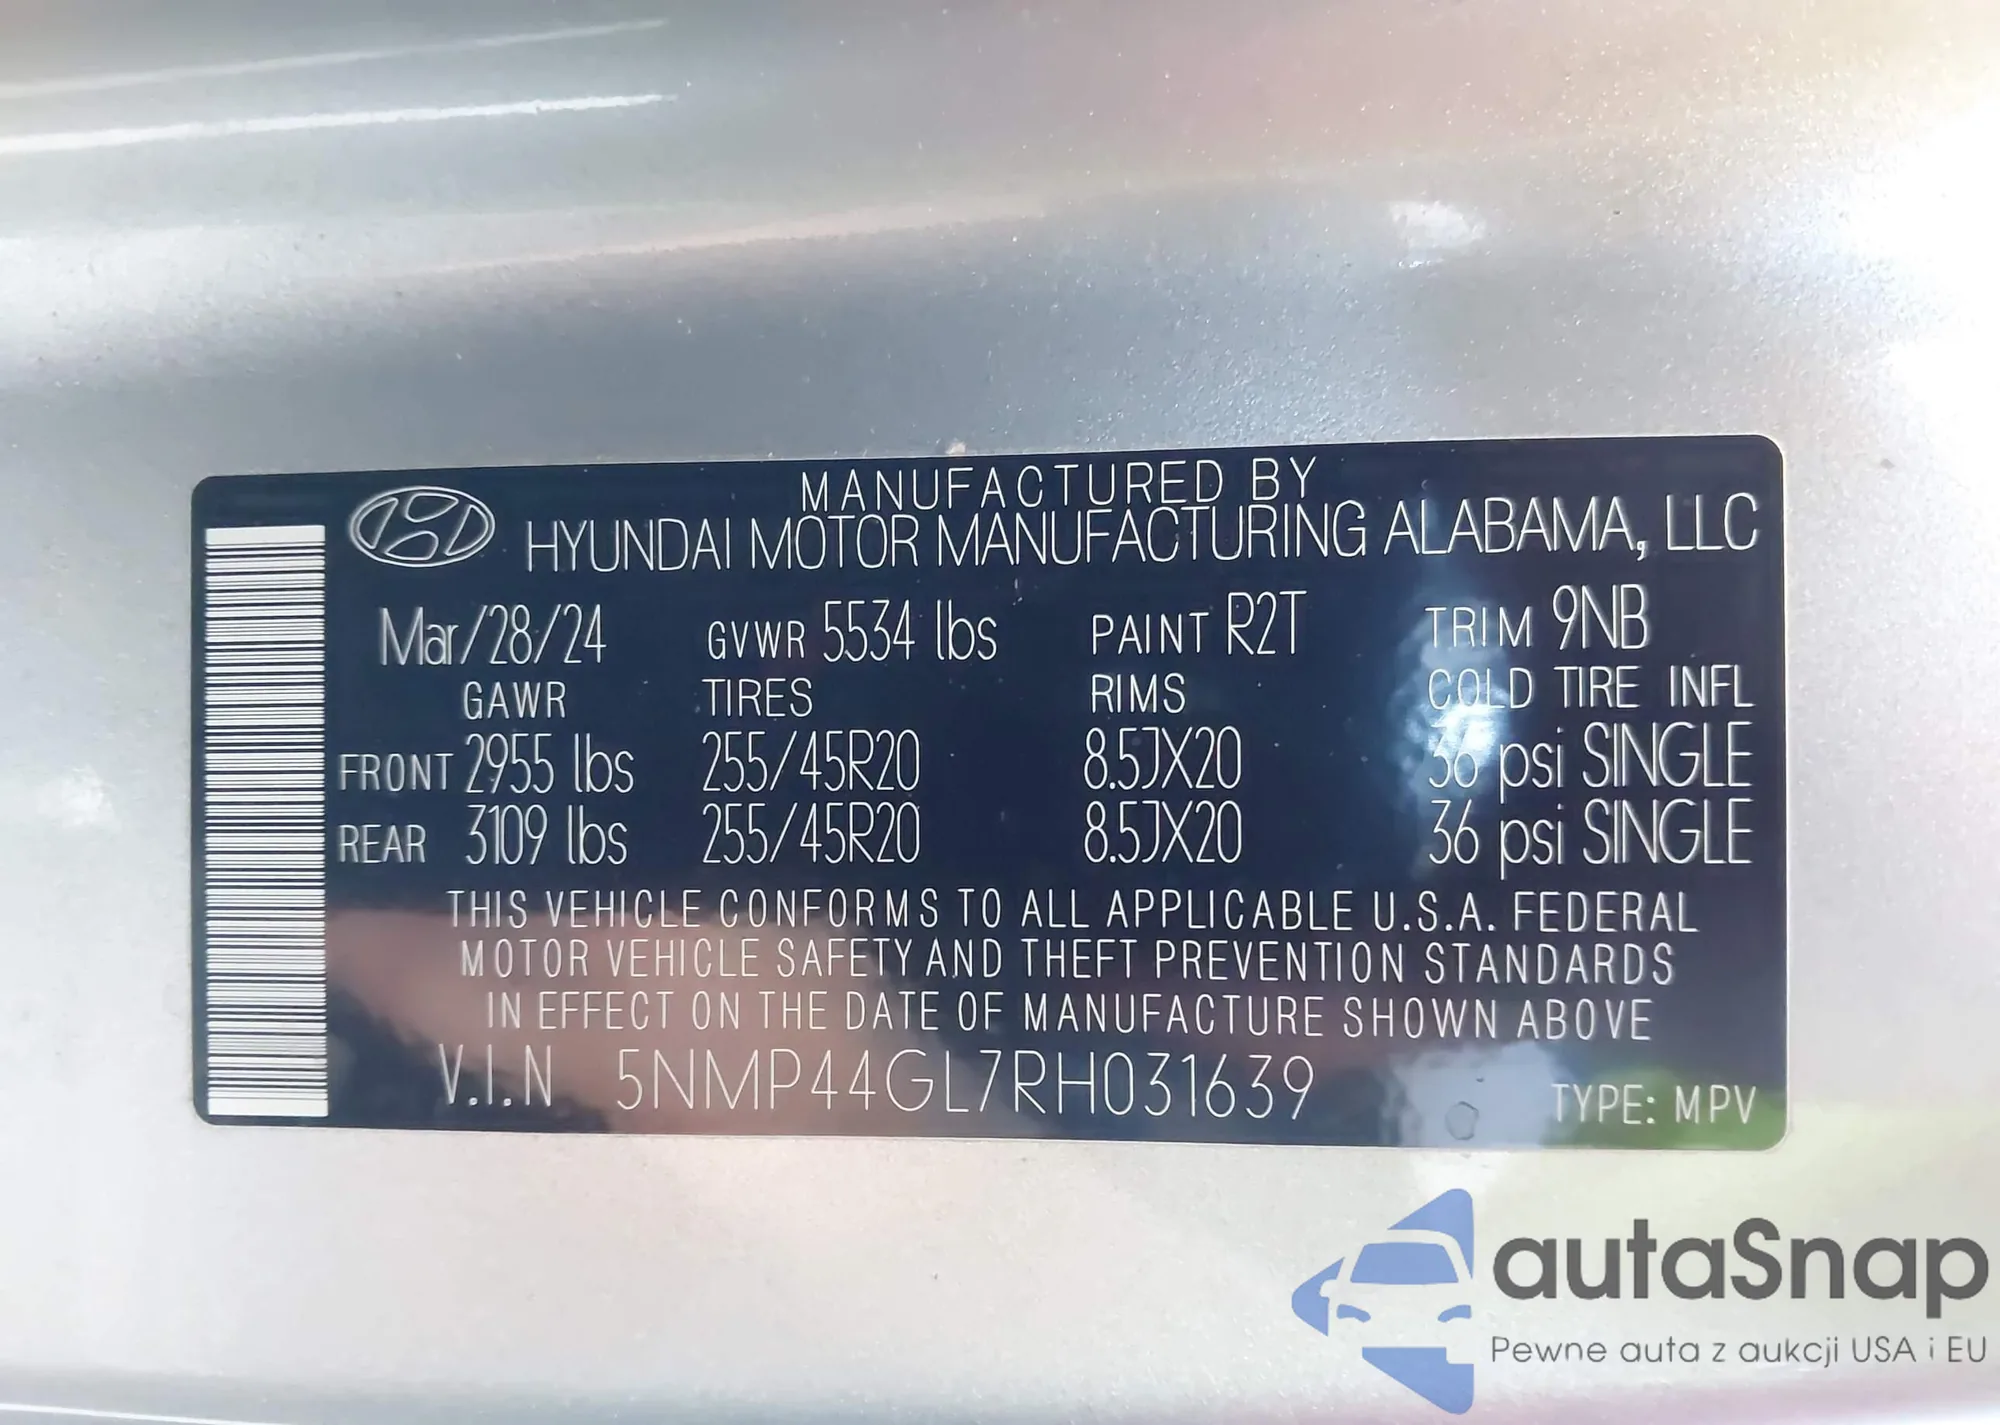 MANUFACTURED BY
HYUNDAI MOTOR MANUFACTURING ALABAMA, LLC
Mar/28/24 GVWR 5534 lbs PAINT R2T TRIM 9NB
GAWR TIRES RIMS COLD TIRE INFL
FRONT 2955 lbs 255/45R20 8.5JX20 36 psi SINGLE
REAR 3109 lbs 255/45R20 8.5JX20 36 psi SINGLE
THIS VEHICLE CONFORMS TO ALL APPLICABLE U.S.A. FEDERAL
MOTOR VEHICLE SAFETY AND THEFT PREVENTION STANDARDS
IN EFFECT ON THE DATE OF MANUFACTURE SHOWN ABOVE
V.I.N 5NMP44GL7RH031639 TYPE: MPV
autaSnap
Pewne auta z aukcji USA i EU